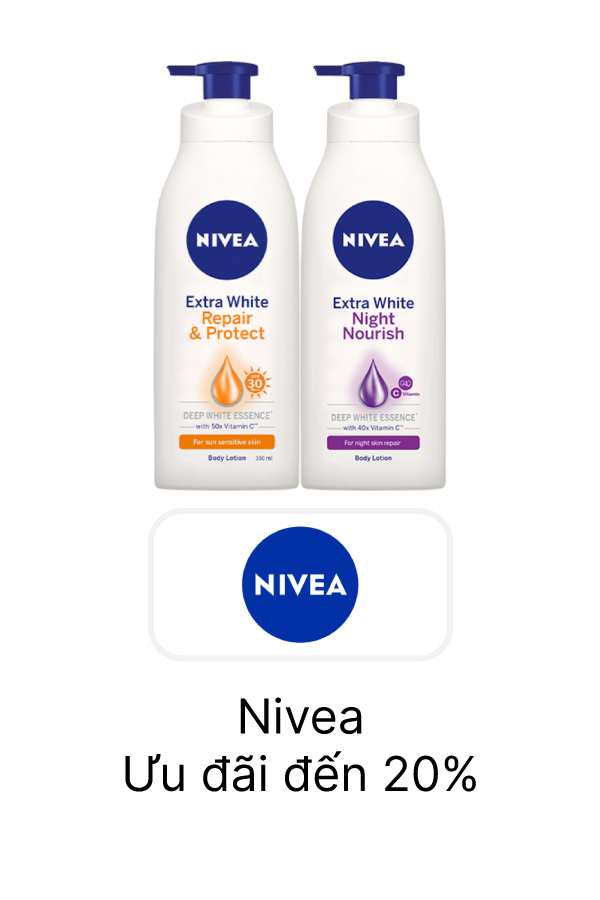 NIVEA
Extra White
Repair
& Protect
30
DEEP WHITE ESSENCE
with 50x Vitamin C
For sun sensitive skin
Body Lotion
NIVEA
Extra White
Night
Nourish
C Vitamin
DEEP WHITE ESSENCE
with 40x Vitamin C
For night skin repair
Body Lotion
NIVEA
Nivea
Ưu đãi đến 20%